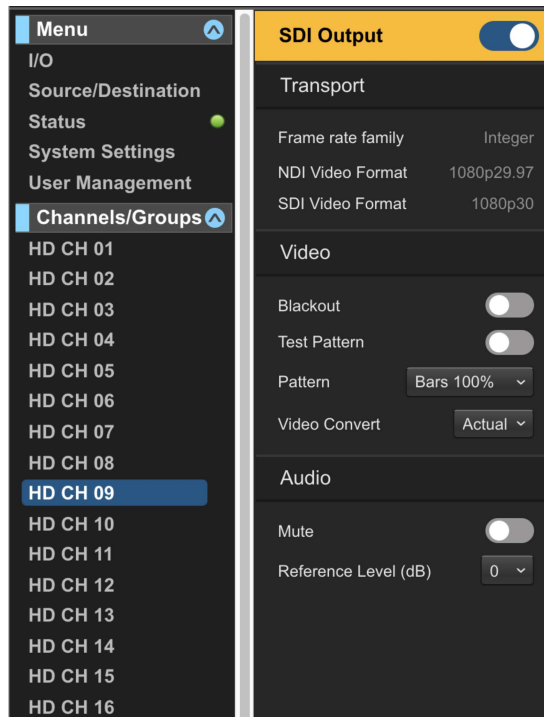 Menu
I/O
Source/Destination
Status
System Settings
User Management
Channels/Groups
HD CH 01
HD CH 02
HD CH 03
HD CH 04
HD CH 05
HD CH 06
HD CH 07
HD CH 08
HD CH 09
HD CH 10
HD CH 11
HD CH 12
HD CH 13
HD CH 14
HD CH 15
HD CH 16
SDI Output
Transport
Frame rate family Integer
NDI Video Format 1080p29.97
SDI Video Format 1080p30
Video
Blackout
Test Pattern
Pattern Bars 100%
Video Convert Actual
Audio
Mute
Reference Level (dB) 0